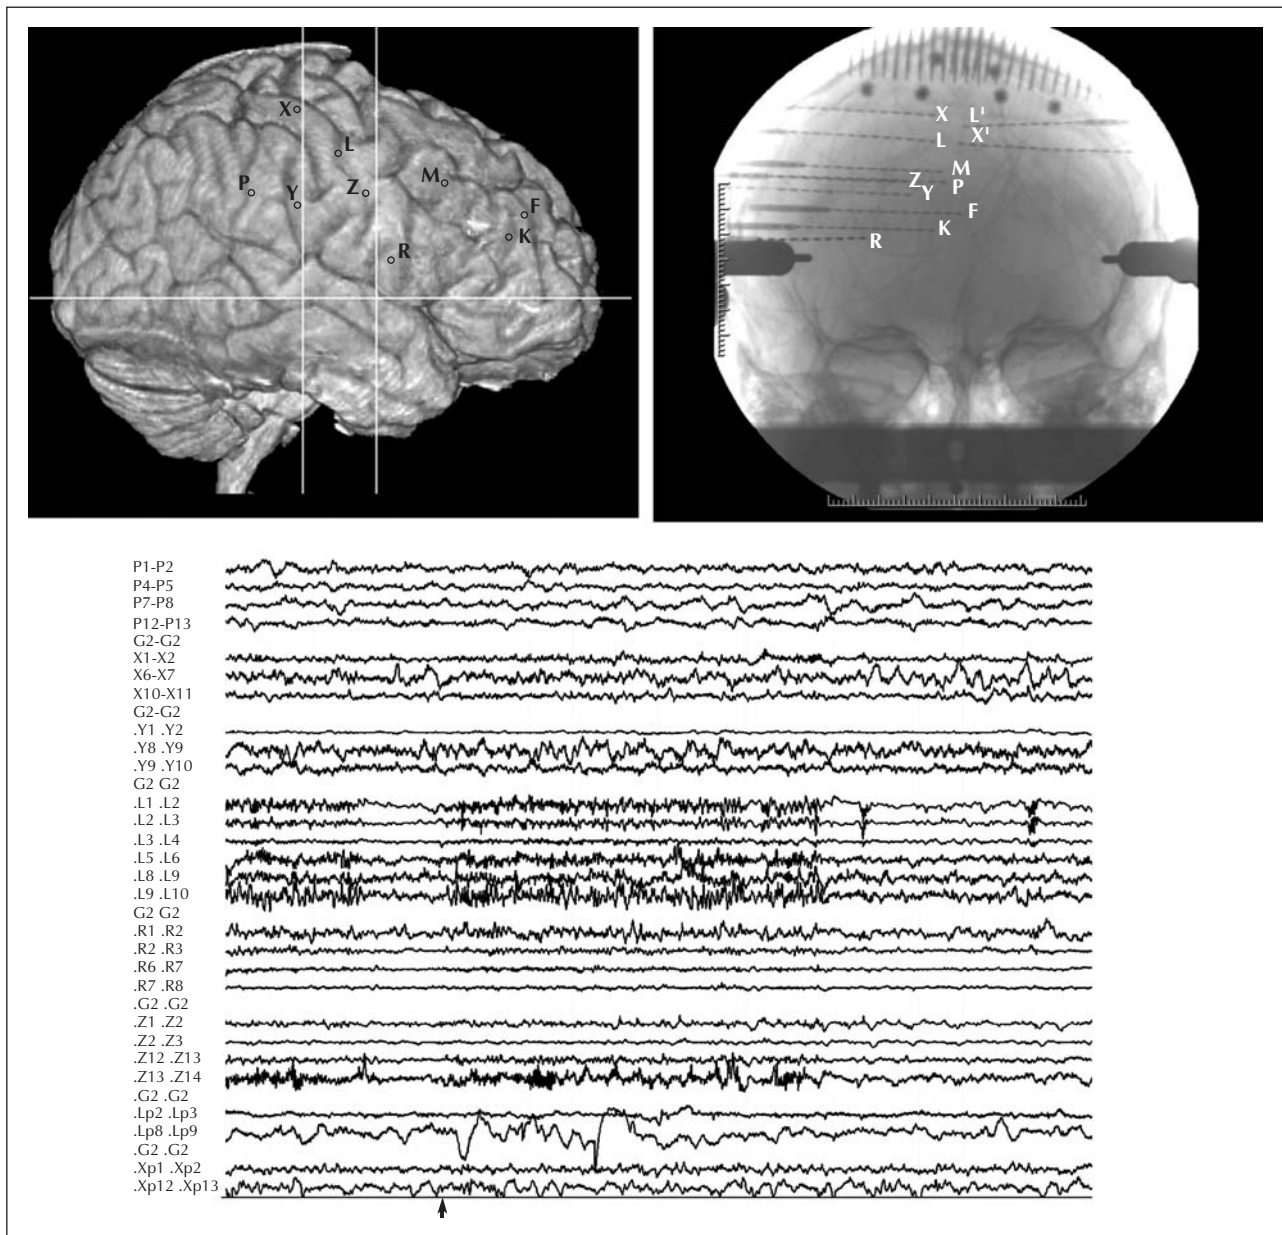 X
L
P
Y
Z
M
F
K
R
X L'
L X'
M
Z P
Y
F
K
R
P1-P2
P4-P5
P7-P8
P12-P13
G2-G2
X1-X2
X6-X7
X10-X11
G2-G2
.Y1 .Y2
.Y8 .Y9
.Y9 .Y10
G2 G2
.L1 .L2
.L2 .L3
.L3 .L4
.L5 .L6
.L8 .L9
.L9 .L10
G2 G2
.R1 .R2
.R2 .R3
.R6 .R7
.R7 .R8
.G2 .G2
.Z1 .Z2
.Z2 .Z3
.Z12 .Z13
.Z13 .Z14
.G2 .G2
.Lp2 .Lp3
.Lp8 .Lp9
.G2 .G2
.Xp1 .Xp2
.Xp12 .Xp13